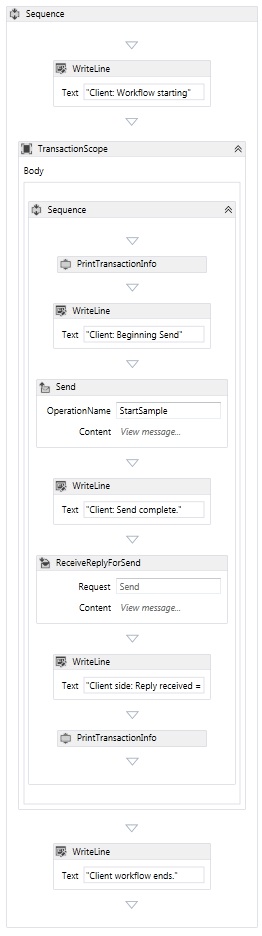 Sequence
WriteLine
Text "Client: Workflow starting"
TransactionScope
Body
Sequence
PrintTransactionInfo
WriteLine
Text "Client: Beginning Send"
Send
OperationName StartSample
Content View message...
WriteLine
Text "Client: Send complete."
ReceiveReplyForSend
Request Send
Content View message...
WriteLine
Text "Client side: Reply received =
PrintTransactionInfo
WriteLine
Text "Client workflow ends."